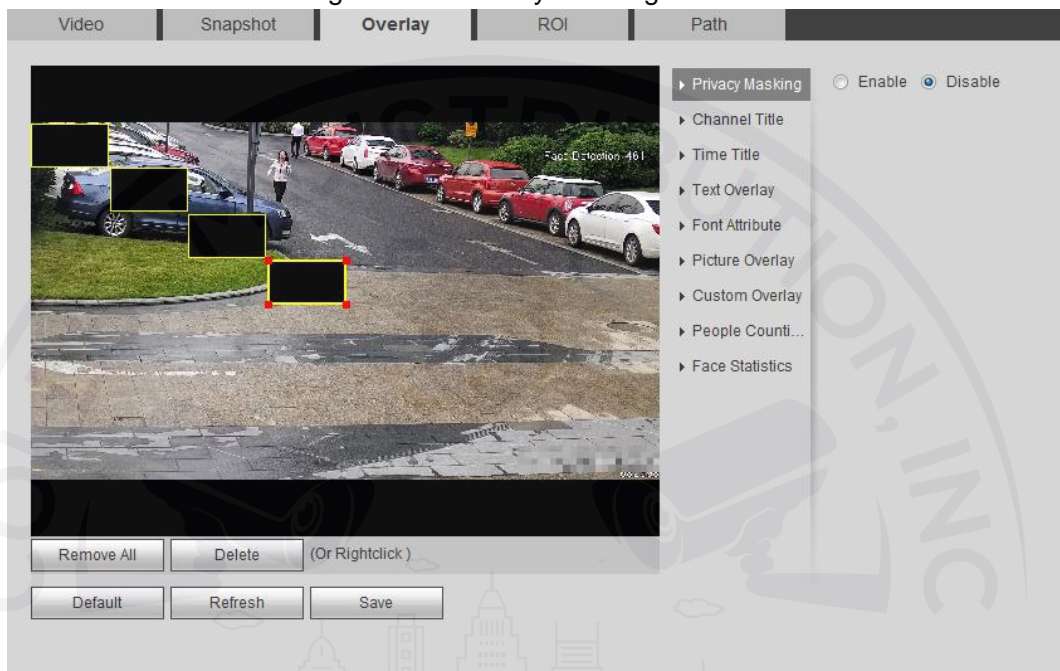 Video Snapshot Overlay ROI Path
Privacy Masking Enable Disable
Channel Title
Time Title
Face Detection 461
Text Overlay
Font Attribute
Picture Overlay
Custom Overlay
People Counti...
Face Statistics
Remove All Delete (Or Rightclick )
Default Refresh Save